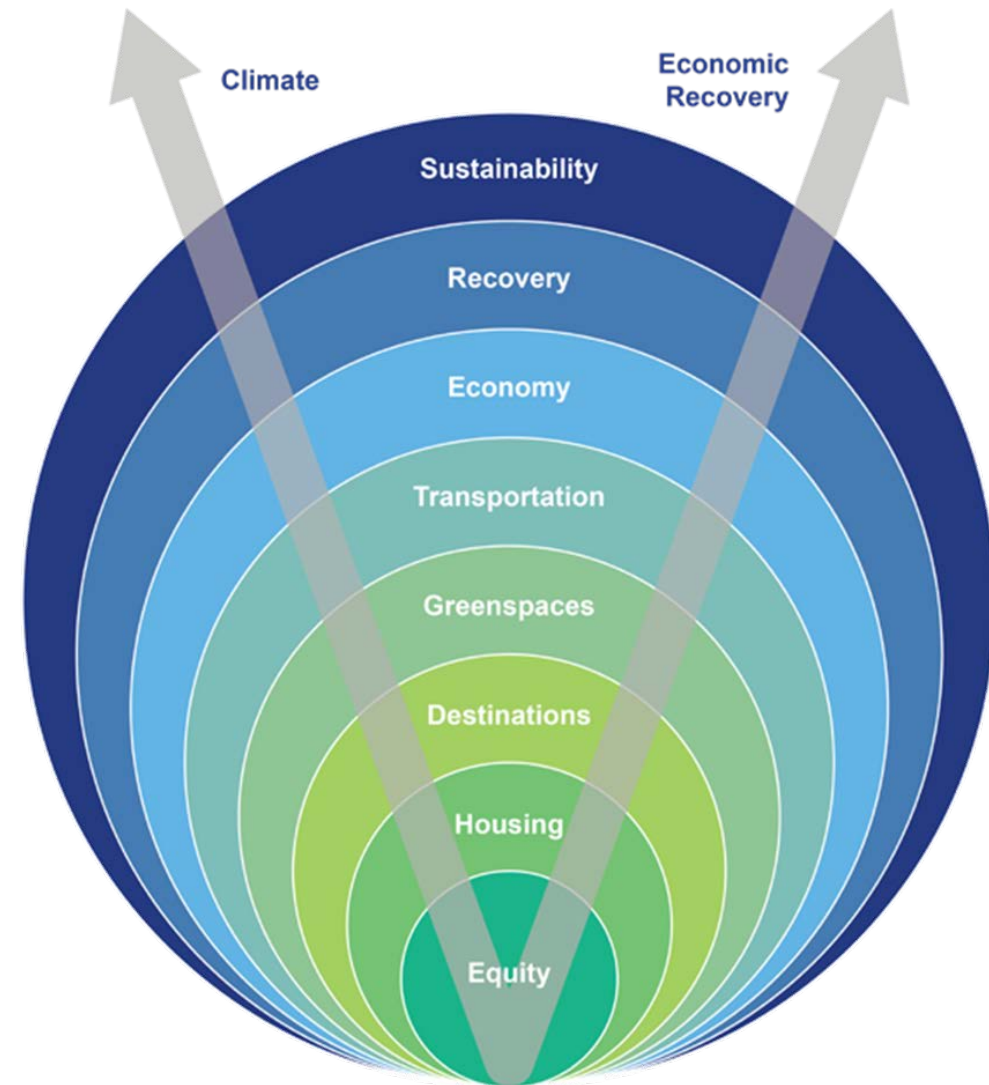 Climate
Economic
Recovery
Sustainability
Recovery
Economy
Transportation
Greenspaces
Destinations
Housing
Equity